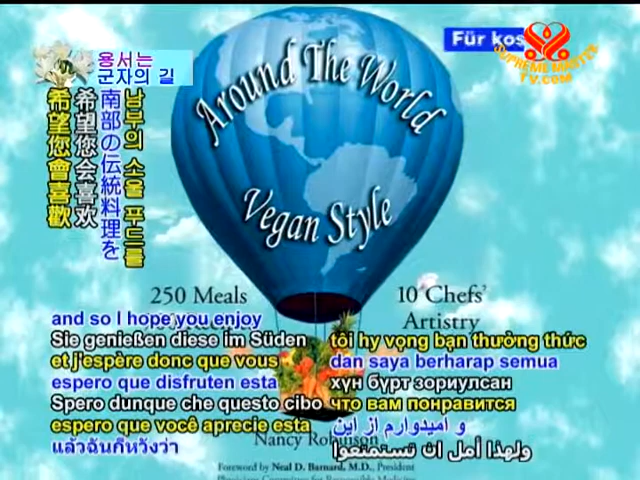 용서는
군자의 길
Für kos
SUPREME MASTER
TV.COM
Around The World
Vegan Style
남부의 소울 푸드를
南部の伝統料理を
希望您会喜欢
希望您會喜歡
250 Meals
10 Chefs'
Artistry
and so I hope you enjoy
Sie genießen diese im Süden
et j'espère donc que vous
espero que disfruten esta
Spero dunque che questo cibo
espero que você aprecie esta
แล้วฉันก็หวังว่า
tôi hy vọng bạn thưởng thức
dan saya berharap semua
хүн бүрт зориулсан
что вам понравится
و امیدوارم از این
ولهذا أمل ان تستمتعوا
Nancy Robinson
Foreword by Neal D. Barnard, M.D., President
Physicians Committee for Responsible Medicine